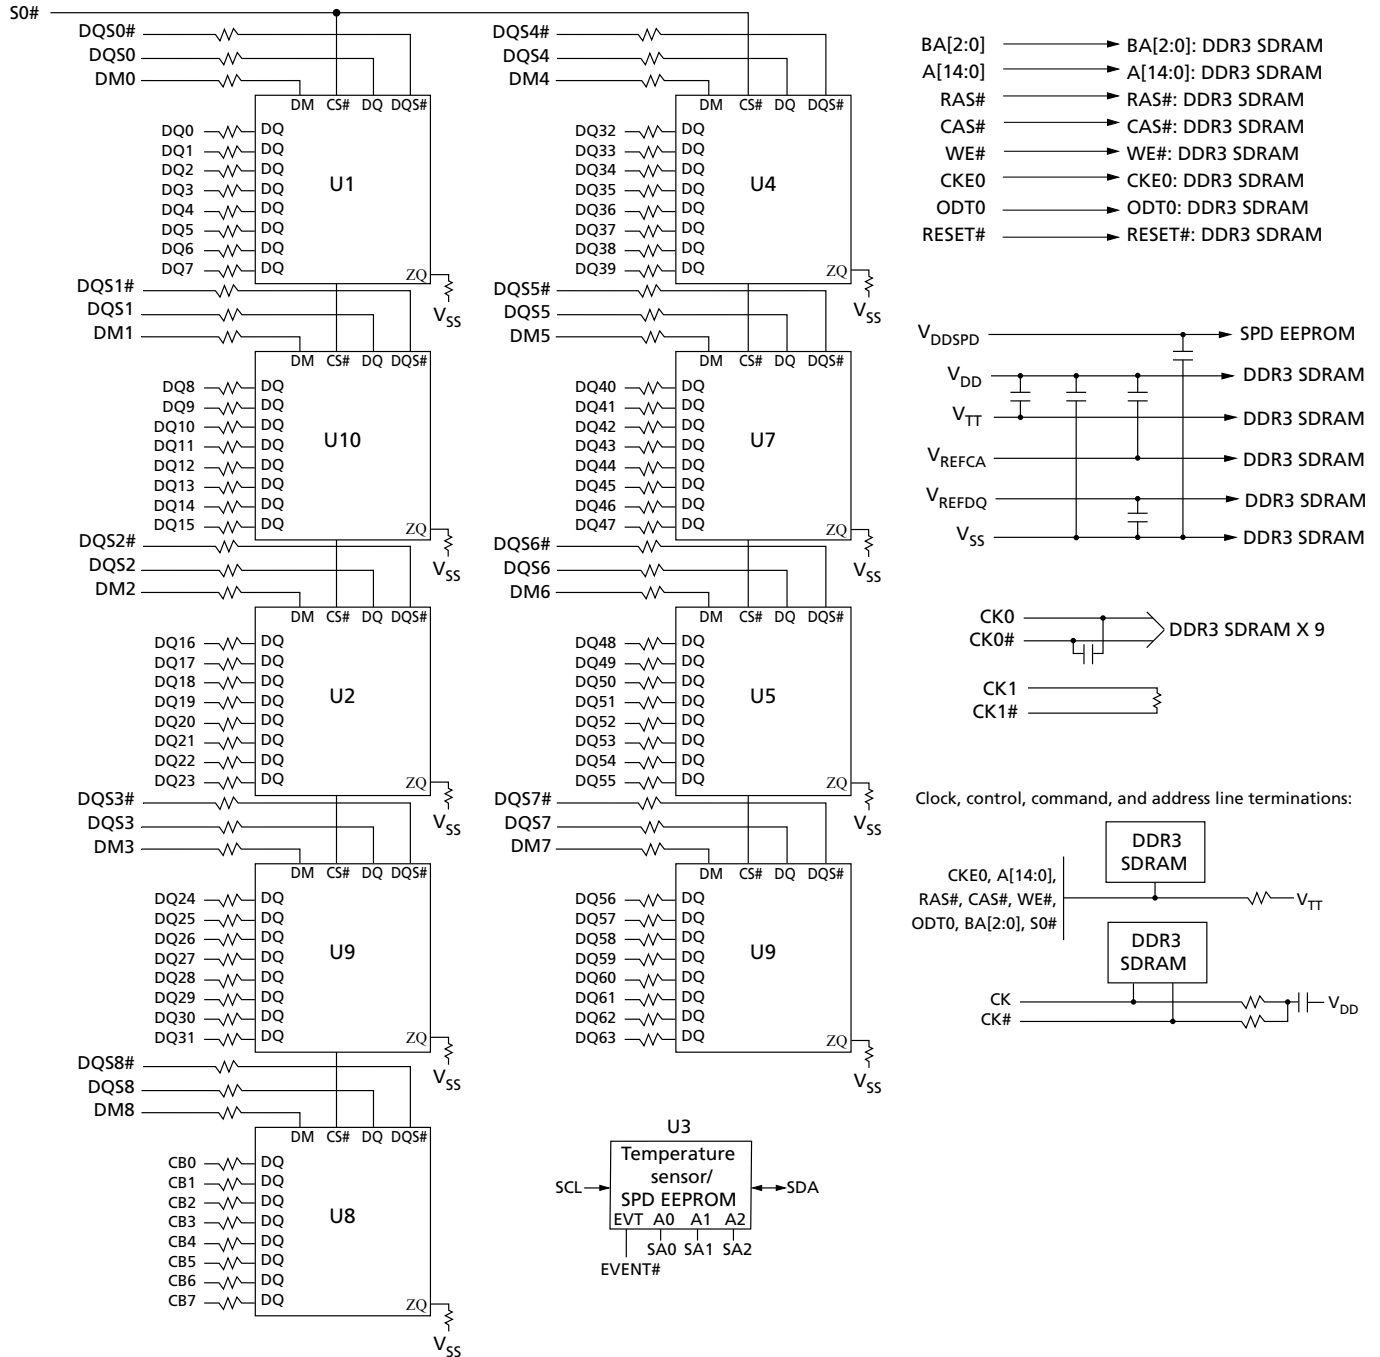 S0#
DQS0#
DQS0
DM0
DM CS# DQ DQS#
DQ0 DQ
DQ1 DQ
DQ2 DQ
DQ3 DQ
DQ4 DQ
DQ5 DQ
DQ6 DQ
DQ7 DQ
U1
ZQ
VSS
DQS1#
DQS1
DM1
DM CS# DQ DQS#
DQ8 DQ
DQ9 DQ
DQ10 DQ
DQ11 DQ
DQ12 DQ
DQ13 DQ
DQ14 DQ
DQ15 DQ
U10
ZQ
VSS
DQS2#
DQS2
DM2
DM CS# DQ DQS#
DQ16 DQ
DQ17 DQ
DQ18 DQ
DQ19 DQ
DQ20 DQ
DQ21 DQ
DQ22 DQ
DQ23 DQ
U2
ZQ
VSS
DQS3#
DQS3
DM3
DM CS# DQ DQS#
DQ24 DQ
DQ25 DQ
DQ26 DQ
DQ27 DQ
DQ28 DQ
DQ29 DQ
DQ30 DQ
DQ31 DQ
U9
ZQ
VSS
DQS8#
DQS8
DM8
DM CS# DQ DQS#
CB0 DQ
CB1 DQ
CB2 DQ
CB3 DQ
CB4 DQ
CB5 DQ
CB6 DQ
CB7 DQ
U8
ZQ
VSS
DQS4#
DQS4
DM4
DM CS# DQ DQS#
DQ32 DQ
DQ33 DQ
DQ34 DQ
DQ35 DQ
DQ36 DQ
DQ37 DQ
DQ38 DQ
DQ39 DQ
U4
ZQ
VSS
DQS5#
DQS5
DM5
DM CS# DQ DQS#
DQ40 DQ
DQ41 DQ
DQ42 DQ
DQ43 DQ
DQ44 DQ
DQ45 DQ
DQ46 DQ
DQ47 DQ
U7
ZQ
VSS
DQS6#
DQS6
DM6
DM CS# DQ DQS#
DQ48 DQ
DQ49 DQ
DQ50 DQ
DQ51 DQ
DQ52 DQ
DQ53 DQ
DQ54 DQ
DQ55 DQ
U5
ZQ
VSS
DQS7#
DQS7
DM7
DM CS# DQ DQS#
DQ56 DQ
DQ57 DQ
DQ58 DQ
DQ59 DQ
DQ60 DQ
DQ61 DQ
DQ62 DQ
DQ63 DQ
U9
ZQ
VSS
U3
Temperature
sensor/
SPD EEPROM
SCL SDA
EVT A0 A1 A2
SA0 SA1 SA2
EVENT#
BA[2:0] BA[2:0]: DDR3 SDRAM
A[14:0] A[14:0]: DDR3 SDRAM
RAS# RAS#: DDR3 SDRAM
CAS# CAS#: DDR3 SDRAM
WE# WE#: DDR3 SDRAM
CKE0 CKE0: DDR3 SDRAM
ODT0 ODT0: DDR3 SDRAM
RESET# RESET#: DDR3 SDRAM
VDDSPD SPD EEPROM
VDD DDR3 SDRAM
VTT DDR3 SDRAM
VREFCA DDR3 SDRAM
VREFDQ DDR3 SDRAM
VSS DDR3 SDRAM
CK0
CK0#
DDR3 SDRAM X 9
CK1
CK1#
Clock, control, command, and address line terminations:
DDR3
SDRAM
CKE0, A[14:0],
RAS#, CAS#, WE#,
ODT0, BA[2:0], S0#
VTT
DDR3
SDRAM
CK
CK#
VDD